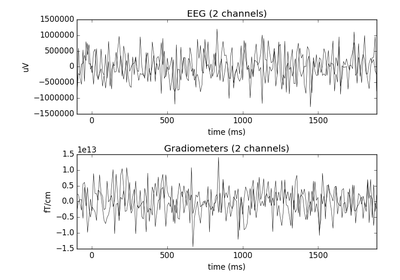 EEG (2 channels)
1500000
1000000
500000
0
−500000
−1000000
−1500000
uV
0 500 1000 1500
time (ms)
Gradiometers (2 channels)
1e13
1.5
1.0
0.5
0.0
−0.5
−1.0
−1.5
fT/cm
0 500 1000 1500
time (ms)